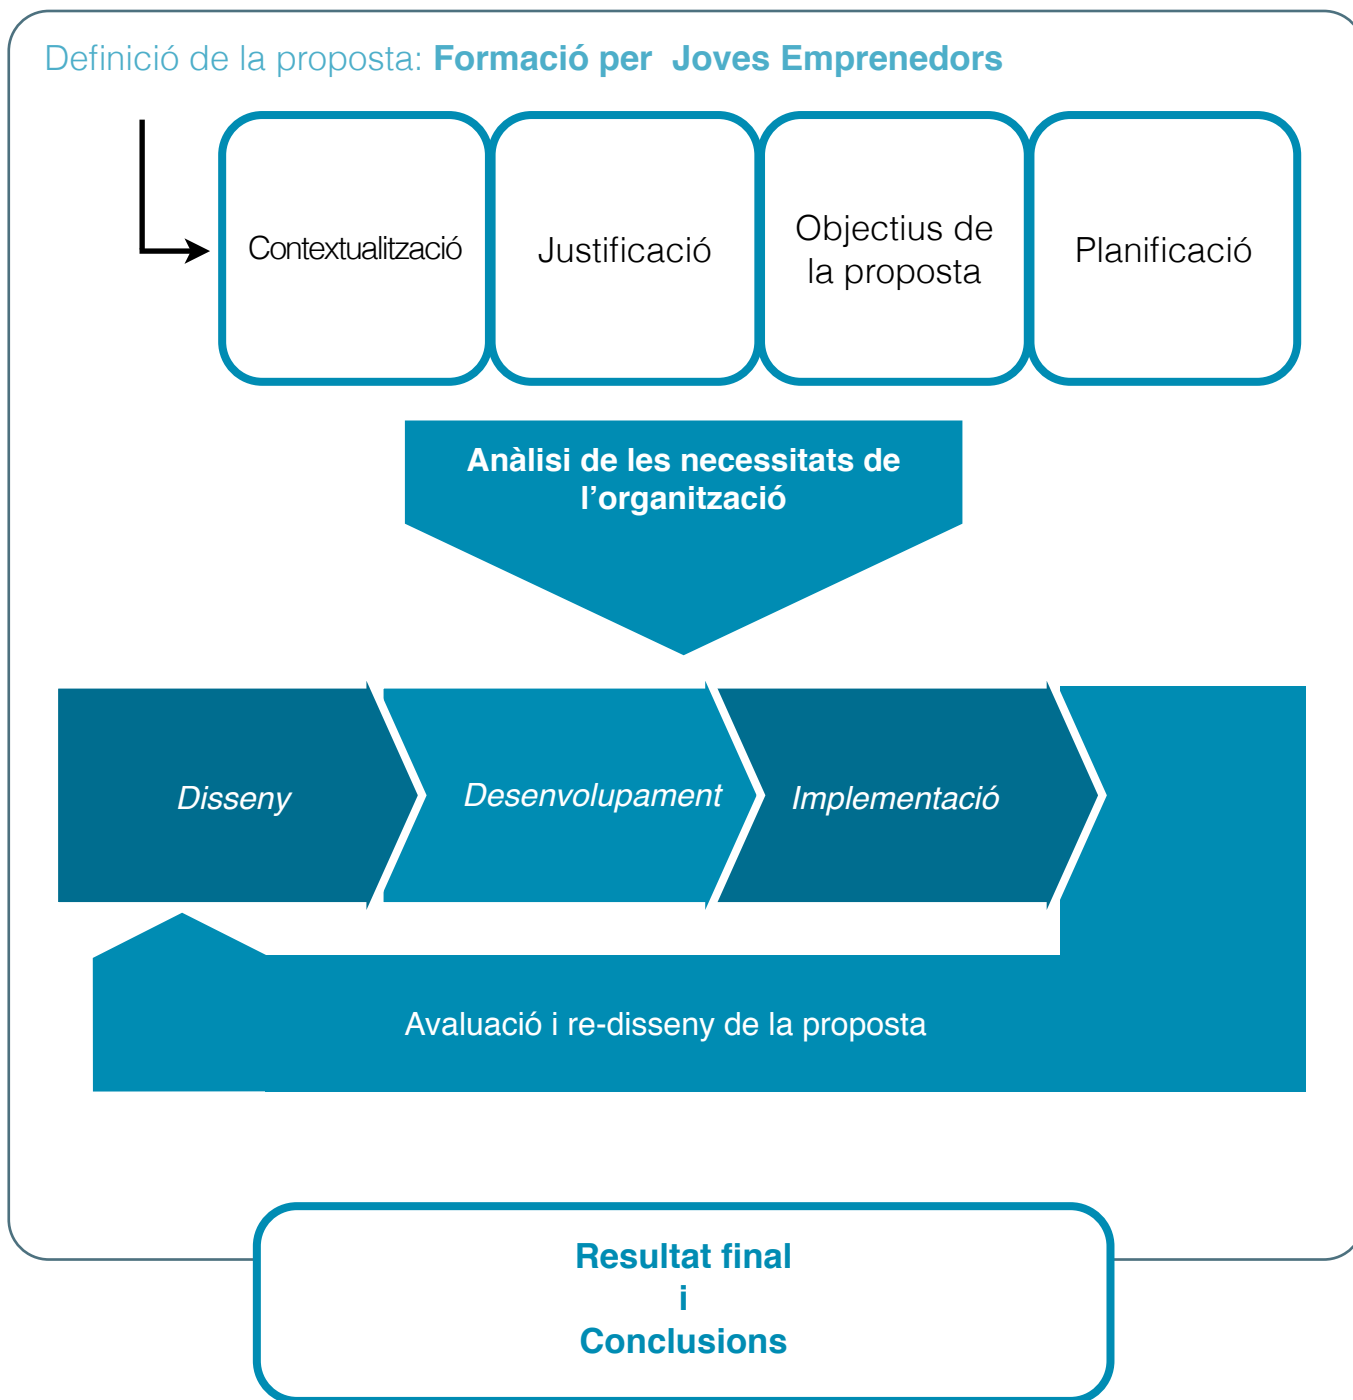 Definició de la proposta: Formació per  Joves Emprenedors
Contextualització
Justificació
Objectius de
la proposta
Planificació
Anàlisi de les necessitats de
l’organització
Disseny
Desenvolupament
Implementació
Avaluació i re-disseny de la proposta
Resultat final
i
Conclusions